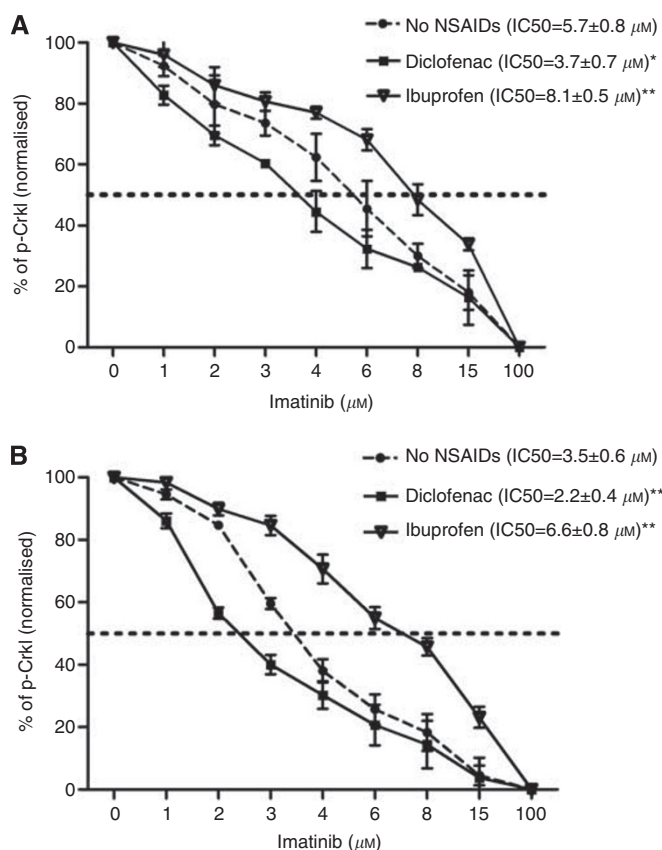 A
No NSAIDs (IC50=5.7±0.8 μM)
Diclofenac (IC50=3.7±0.7 μM)*
Ibuprofen (IC50=8.1±0.5 μM)**
% of p-Crkl (normalised)
100
80
60
40
20
0
0 1 2 3 4 6 8 15 100
Imatinib (μM)
B
No NSAIDs (IC50=3.5±0.6 μM)
Diclofenac (IC50=2.2±0.4 μM)**
Ibuprofen (IC50=6.6±0.8 μM)**
% of p-Crkl (normalised)
100
80
60
40
20
0
0 1 2 3 4 6 8 15 100
Imatinib (μM)